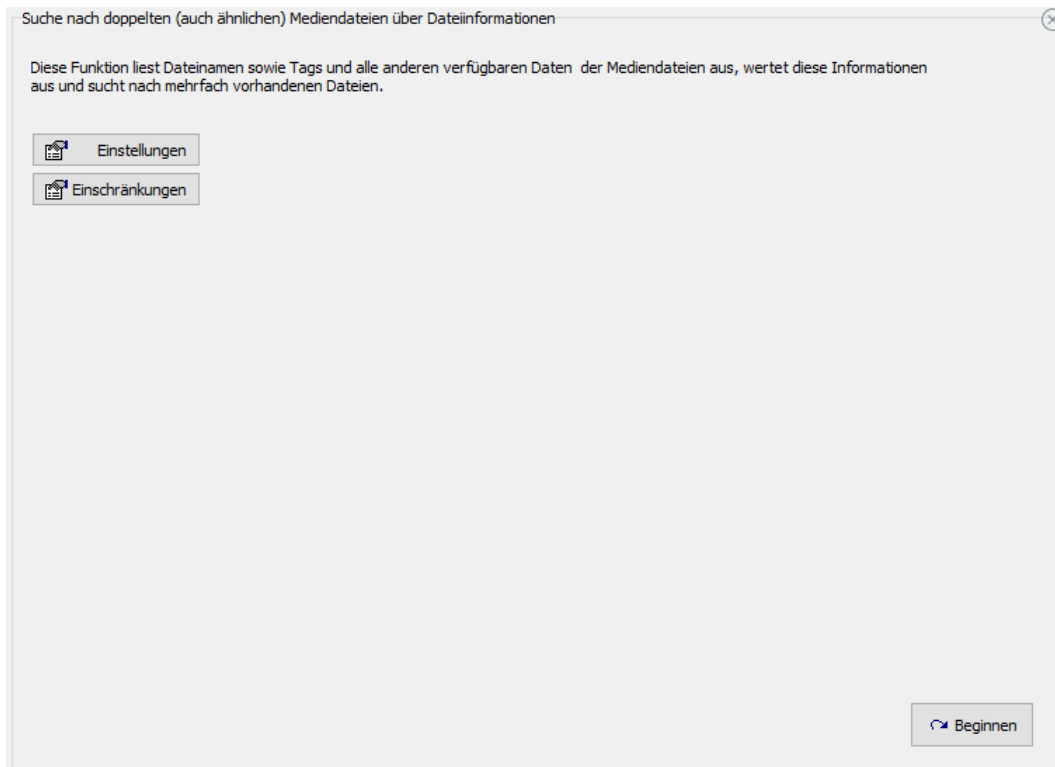 Suche nach doppelten (auch ähnlichen) Mediendateien über Dateiinformationen
Diese Funktion liest Dateinamen sowie Tags und alle anderen verfügbaren Daten  der Mediendateien aus, wertet diese Informationen
aus und sucht nach mehrfach vorhandenen Dateien.
Einstellungen
Einschränkungen
Beginnen